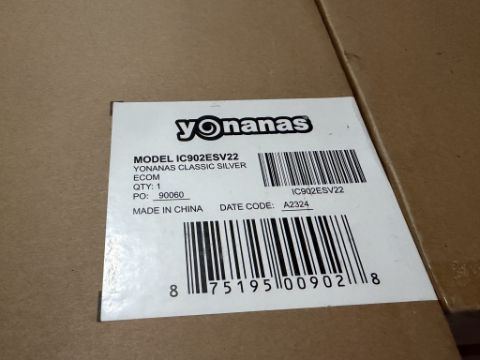 yonanas
MODEL IC902ESV22
YONANAS CLASSIC SILVER
ECOM
QTY: 1
PO: 90060
IC902ESV22
MADE IN CHINA DATE CODE: A2324
8 75195 00902 8